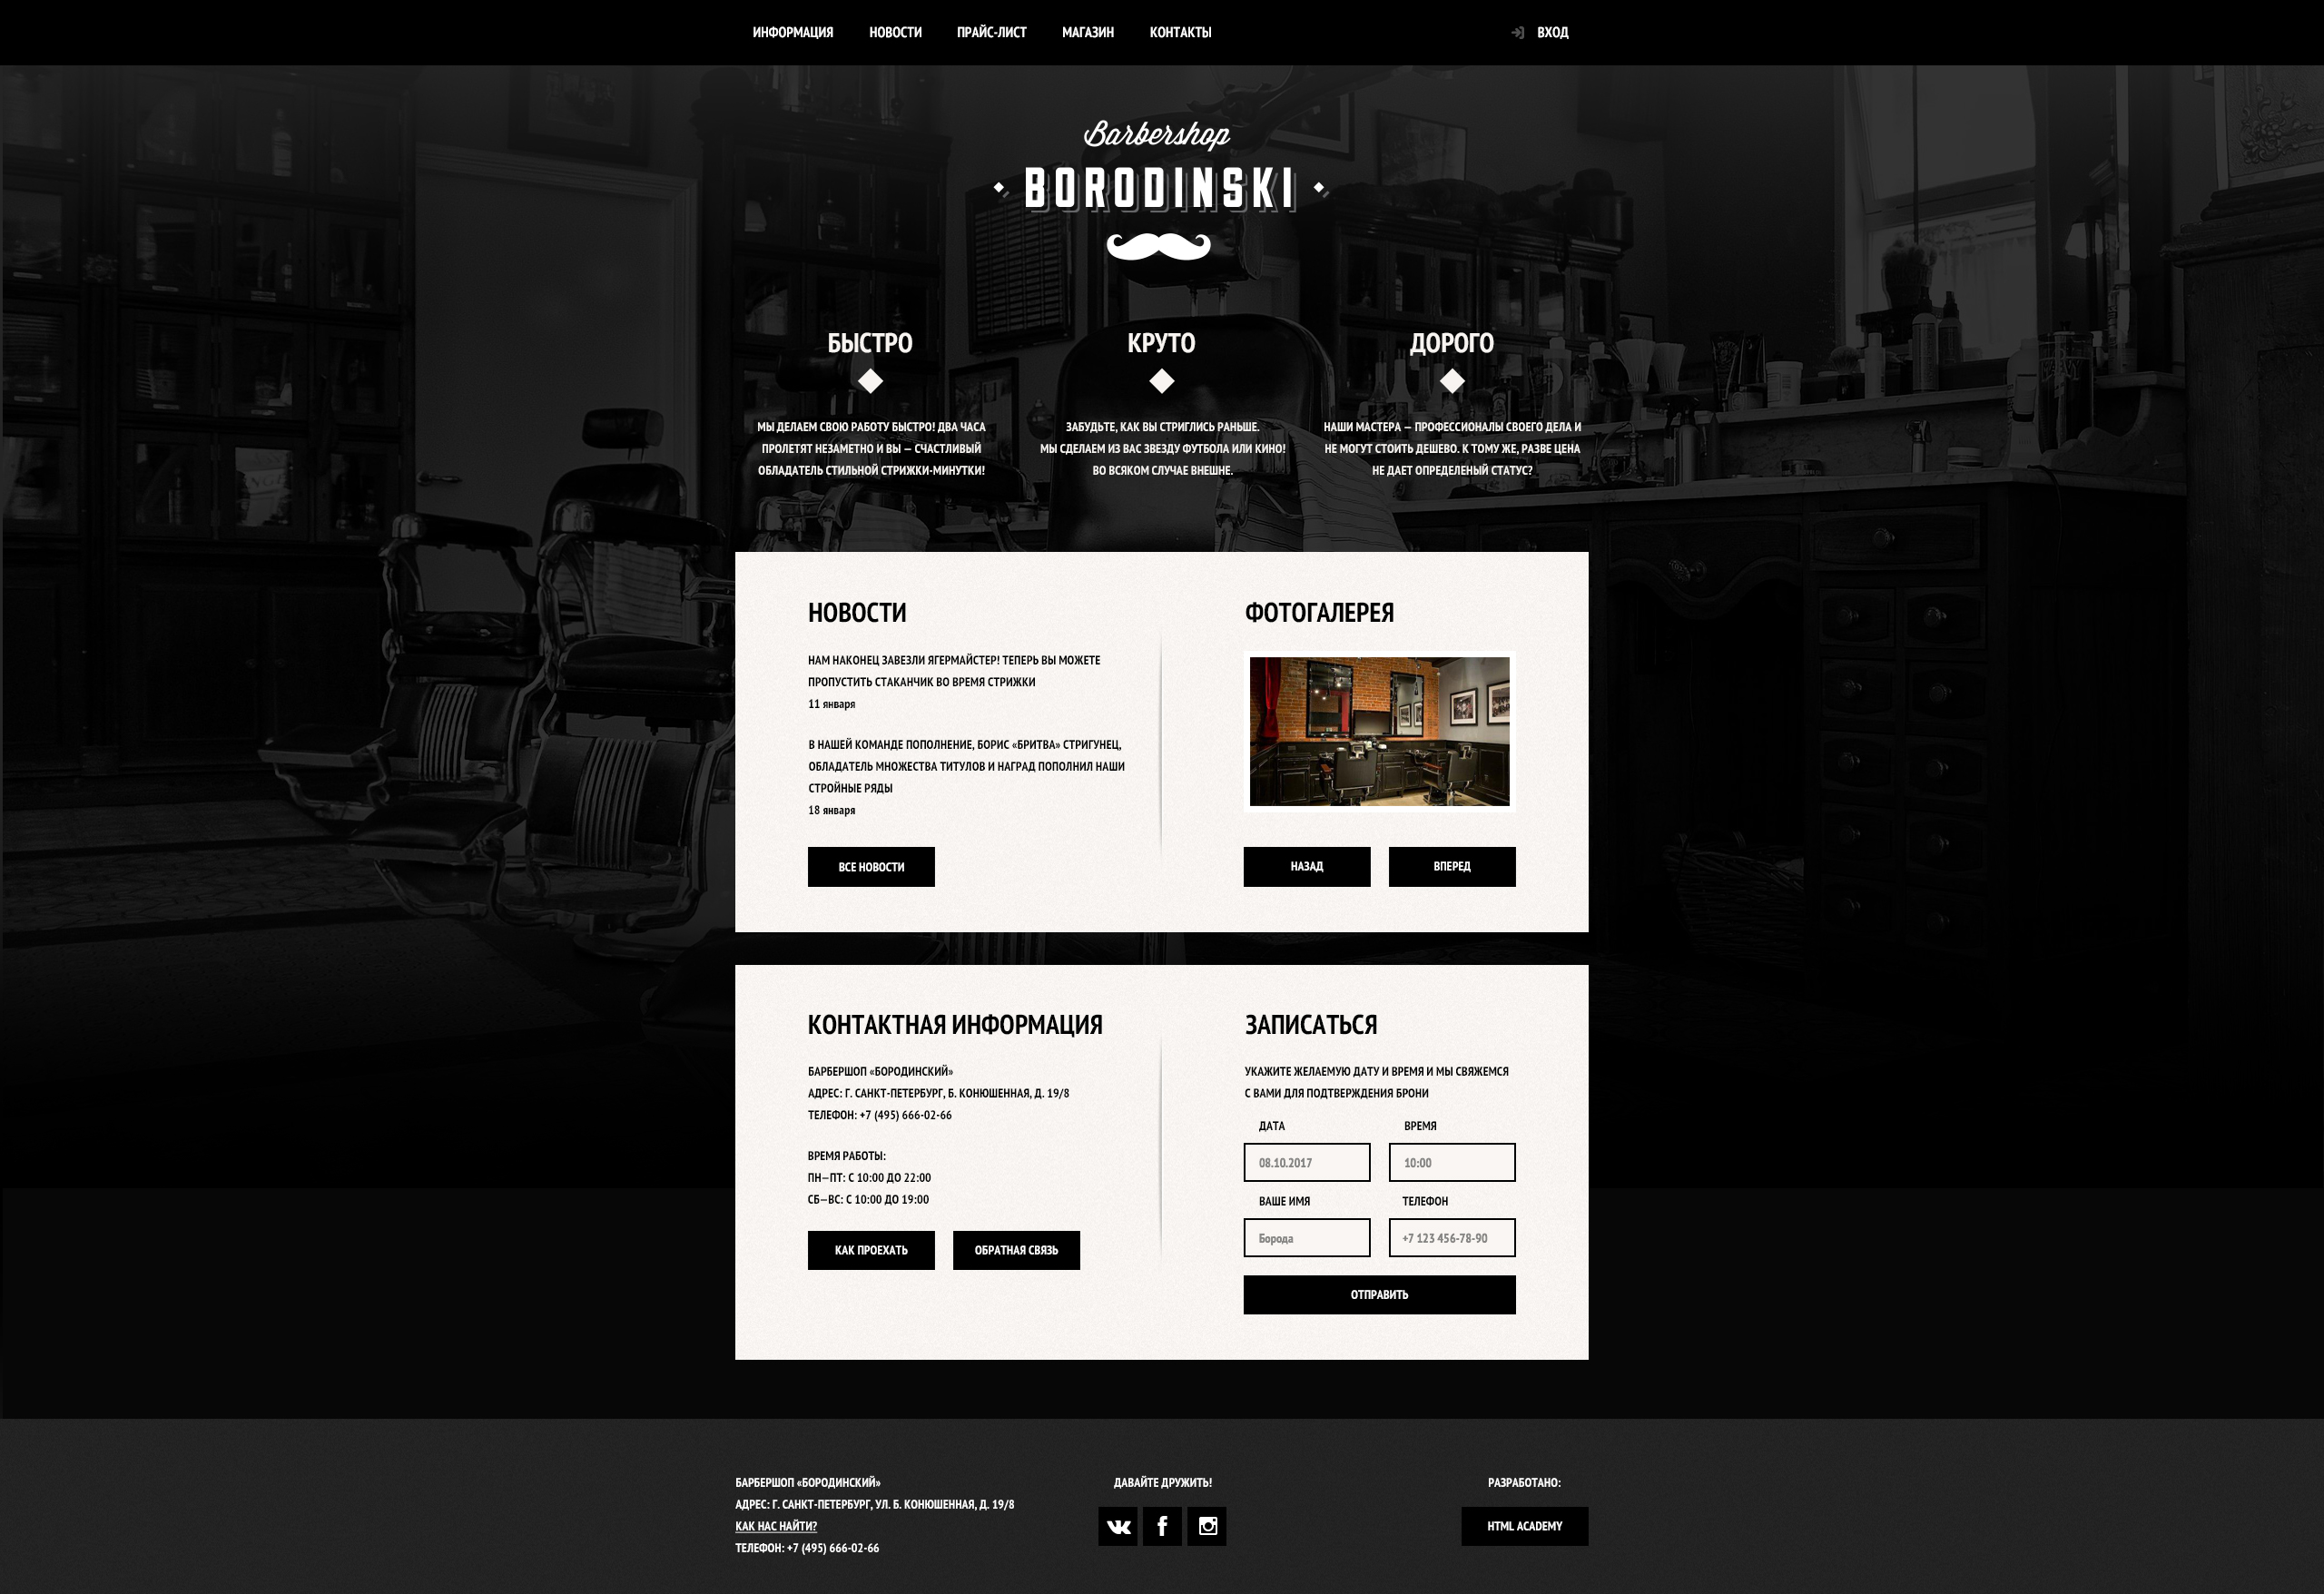 ИНФОРМАЦИЯ НОВОСТИ ПРАЙС-ЛИСТ МАГАЗИН КОНТАКТЫ ВХОД
Barbershop
BORODINSKI
БЫСТРО
МЫ ДЕЛАЕМ СВОЮ РАБОТУ БЫСТРО! ДВА ЧАСА
ПРОЛЕТЯТ НЕЗАМЕТНО И ВЫ — СЧАСТЛИВЫЙ
ОБЛАДАТЕЛЬ СТИЛЬНОЙ СТРИЖКИ-МИНУТКИ!
КРУТО
ЗАБУДЬТЕ, КАК ВЫ СТРИГЛИСЬ РАНЬШЕ.
МЫ СДЕЛАЕМ ИЗ ВАС ЗВЕЗДУ ФУТБОЛА ИЛИ КИНО!
ВО ВСЯКОМ СЛУЧАЕ ВНЕШНЕ.
ДОРОГО
НАШИ МАСТЕРА — ПРОФЕССИОНАЛЫ СВОЕГО ДЕЛА И
НЕ МОГУТ СТОИТЬ ДЕШЕВО. К ТОМУ ЖЕ, РАЗВЕ ЦЕНА
НЕ ДАЕТ ОПРЕДЕЛЕНЫЙ СТАТУС?
НОВОСТИ
НАМ НАКОНЕЦ ЗАВЕЗЛИ ЯГЕРМАЙСТЕР! ТЕПЕРЬ ВЫ МОЖЕТЕ
ПРОПУСТИТЬ СТАКАНЧИК ВО ВРЕМЯ СТРИЖКИ
11 января
В НАШЕЙ КОМАНДЕ ПОПОЛНЕНИЕ, БОРИС «БРИТВА» СТРИГУНЕЦ,
ОБЛАДАТЕЛЬ МНОЖЕСТВА ТИТУЛОВ И НАГРАД ПОПОЛНИЛ НАШИ
СТРОЙНЫЕ РЯДЫ
18 января
ВСЕ НОВОСТИ
ФОТОГАЛЕРЕЯ
НАЗАД ВПЕРЕД
КОНТАКТНАЯ ИНФОРМАЦИЯ
БАРБЕРШОП «БОРОДИНСКИЙ»
АДРЕС: Г. САНКТ-ПЕТЕРБУРГ, Б. КОНЮШЕННАЯ, Д. 19/8
ТЕЛЕФОН: +7 (495) 666-02-66
ВРЕМЯ РАБОТЫ:
ПН—ПТ: С 10:00 ДО 22:00
СБ—ВС: С 10:00 ДО 19:00
КАК ПРОЕХАТЬ ОБРАТНАЯ СВЯЗЬ
ЗАПИСАТЬСЯ
УКАЖИТЕ ЖЕЛАЕМУЮ ДАТУ И ВРЕМЯ И МЫ СВЯЖЕМСЯ
С ВАМИ ДЛЯ ПОДТВЕРЖДЕНИЯ БРОНИ
ДАТА ВРЕМЯ
08.10.2017 10:00
ВАШЕ ИМЯ ТЕЛЕФОН
Борода +7 123 456-78-90
ОТПРАВИТЬ
БАРБЕРШОП «БОРОДИНСКИЙ»
АДРЕС: Г. САНКТ-ПЕТЕРБУРГ, УЛ. Б. КОНЮШЕННАЯ, Д. 19/8
КАК НАС НАЙТИ?
ТЕЛЕФОН: +7 (495) 666-02-66
ДАВАЙТЕ ДРУЖИТЬ!
РАЗРАБОТАНО:
HTML ACADEMY